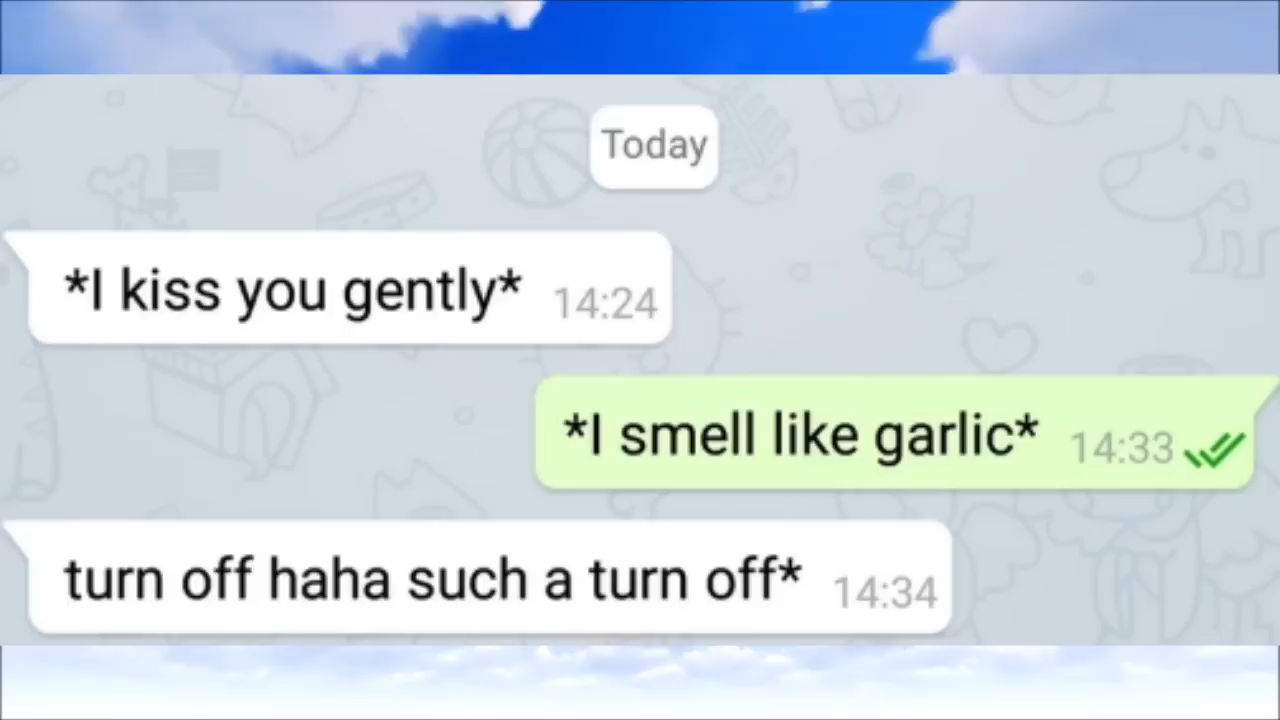 Today
*I kiss you gently* 14:24
*I smell like garlic* 14:33
turn off haha such a turn off* 14:34